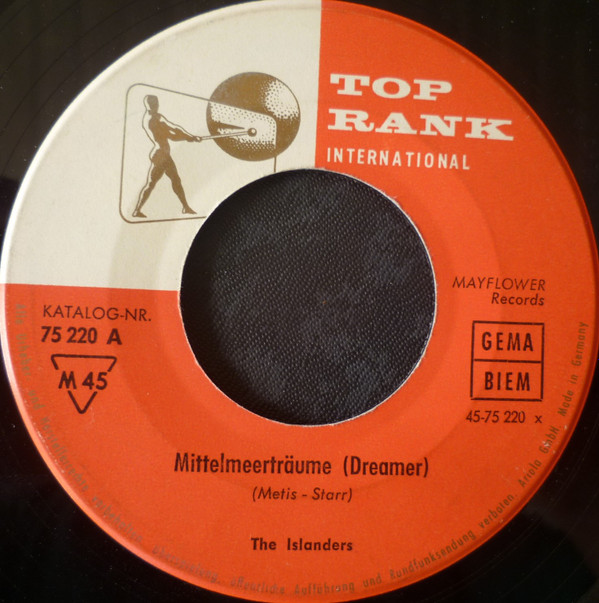 TOP
RANK
INTERNATIONAL
MAYFLOWER
Records
KATALOG-NR.
75 220 A
M 45
GEMA
BIEM
45-75 220 x
Mittelmeerträume (Dreamer)
(Metis - Starr)
The Islanders
öffentliche Aufführung und Rundfunksendung verboten. Ariola GmbH. Made in Germany